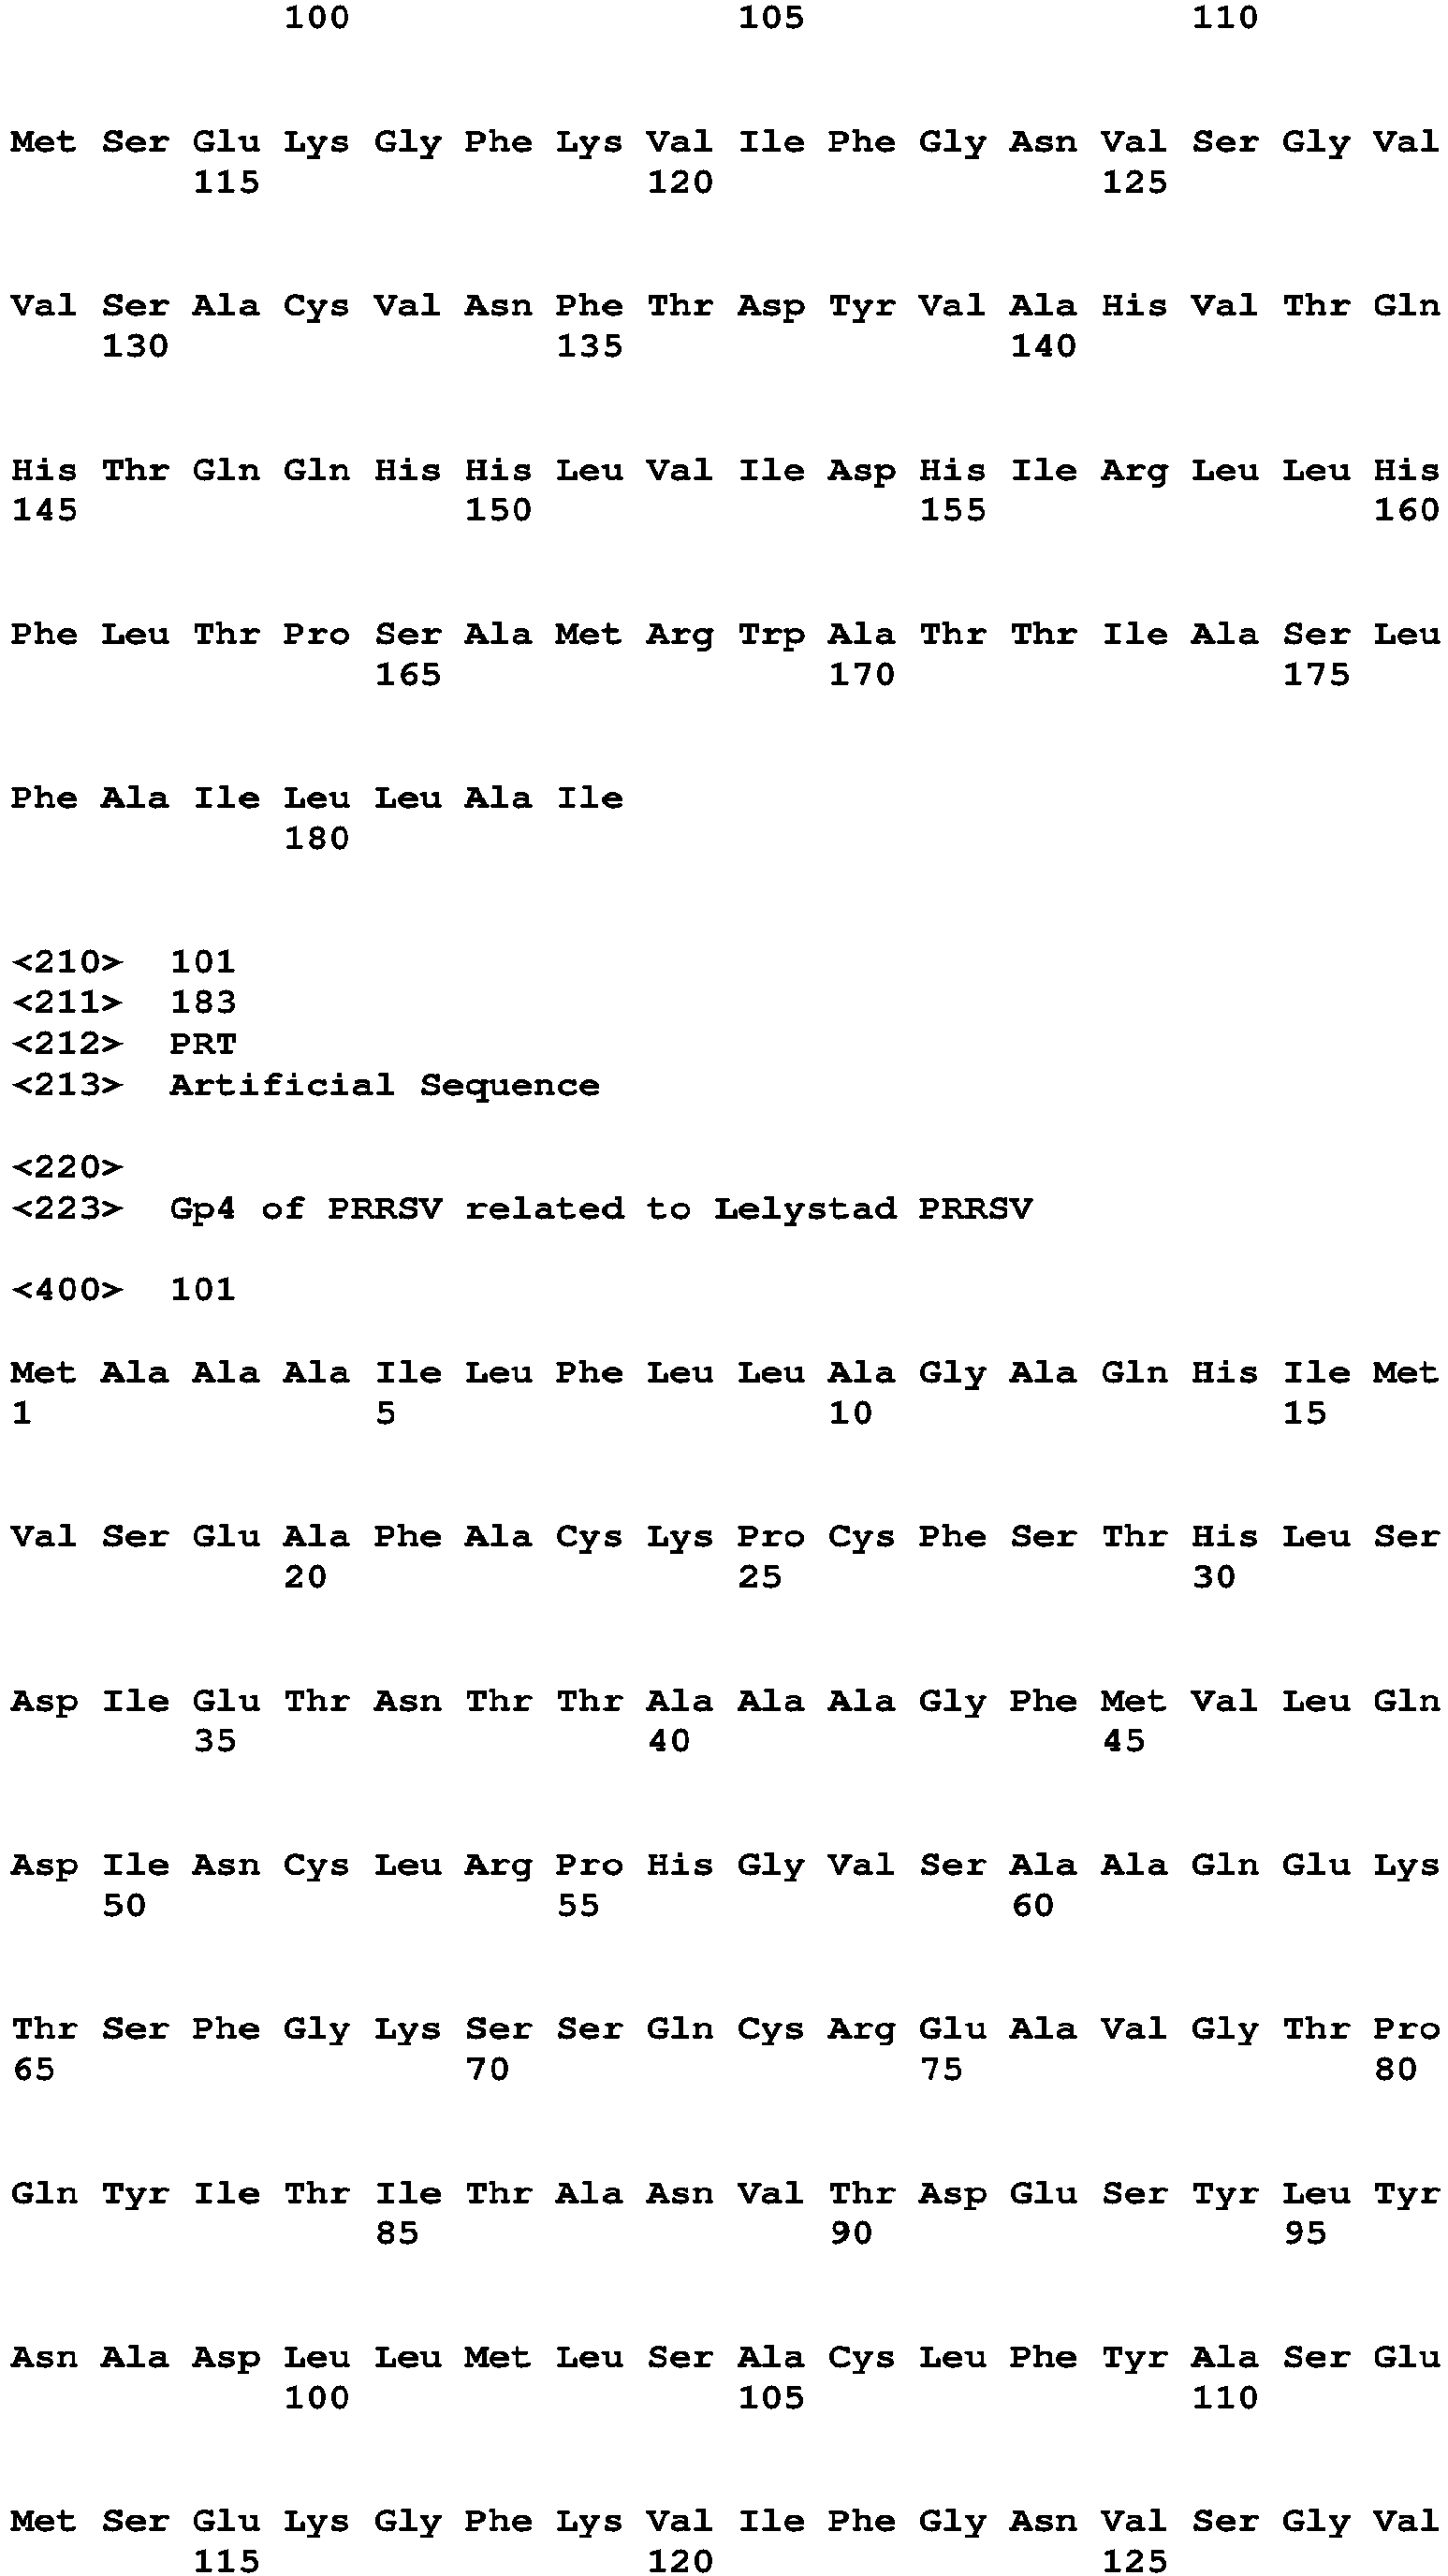 100 105 110
Met Ser Glu Lys Gly Phe Lys Val Ile Phe Gly Asn Val Ser Gly Val
115 120 125
Val Ser Ala Cys Val Asn Phe Thr Asp Tyr Val Ala His Val Thr Gln
130 135 140
His Thr Gln Gln His His Leu Val Ile Asp His Ile Arg Leu Leu His
145 150 155 160
Phe Leu Thr Pro Ser Ala Met Arg Trp Ala Thr Thr Ile Ala Ser Leu
165 170 175
Phe Ala Ile Leu Leu Ala Ile
180
<210> 101
<211> 183
<212> PRT
<213> Artificial Sequence
<220>
<223> Gp4 of PRRSV related to Lelystad PRRSV
<400> 101
Met Ala Ala Ala Ile Leu Phe Leu Leu Ala Gly Ala Gln His Ile Met
1 5 10 15
Val Ser Glu Ala Phe Ala Cys Lys Pro Cys Phe Ser Thr His Leu Ser
20 25 30
Asp Ile Glu Thr Asn Thr Thr Ala Ala Ala Gly Phe Met Val Leu Gln
35 40 45
Asp Ile Asn Cys Leu Arg Pro His Gly Val Ser Ala Ala Gln Glu Lys
50 55 60
Thr Ser Phe Gly Lys Ser Ser Gln Cys Arg Glu Ala Val Gly Thr Pro
65 70 75 80
Gln Tyr Ile Thr Ile Thr Ala Asn Val Thr Asp Glu Ser Tyr Leu Tyr
85 90 95
Asn Ala Asp Leu Leu Met Leu Ser Ala Cys Leu Phe Tyr Ala Ser Glu
100 105 110
Met Ser Glu Lys Gly Phe Lys Val Ile Phe Gly Asn Val Ser Gly Val
115 120 125